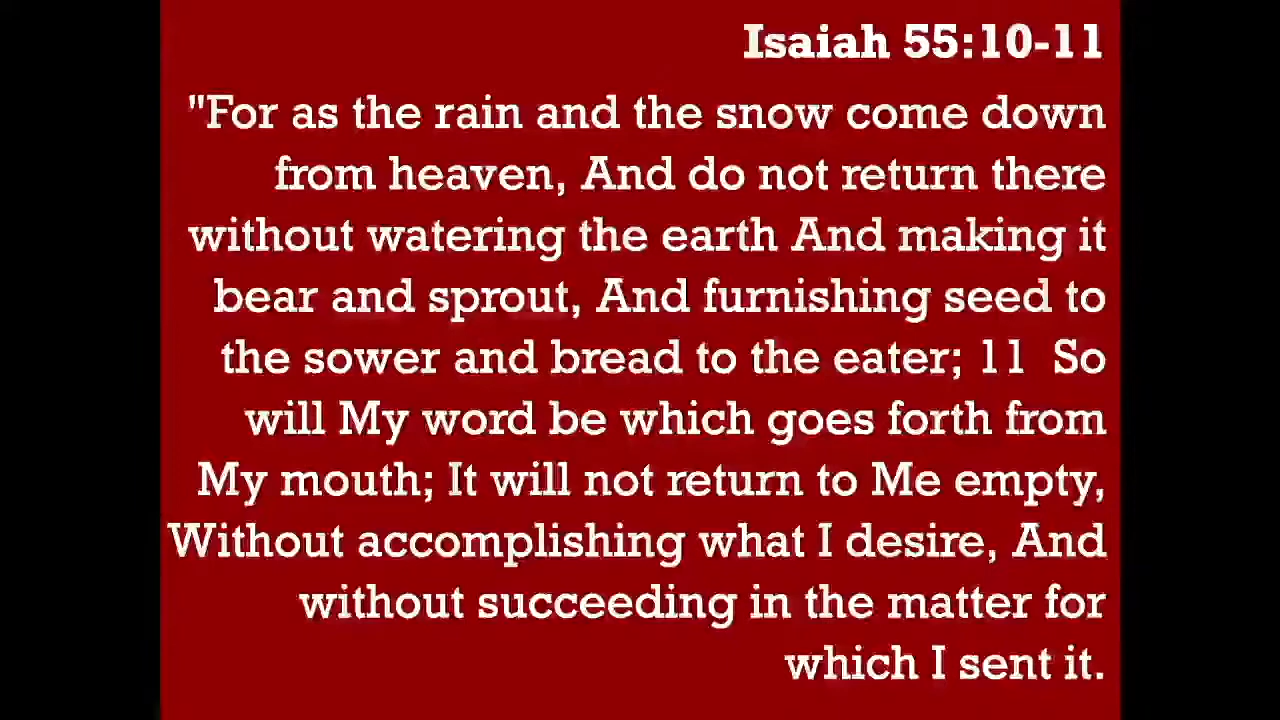 Isaiah 55:10-11
"For as the rain and the snow come down
from heaven, And do not return there
without watering the earth And making it
bear and sprout, And furnishing seed to
the sower and bread to the eater; 11  So
will My word be which goes forth from
My mouth; It will not return to Me empty,
Without accomplishing what I desire, And
without succeeding in the matter for
which I sent it.